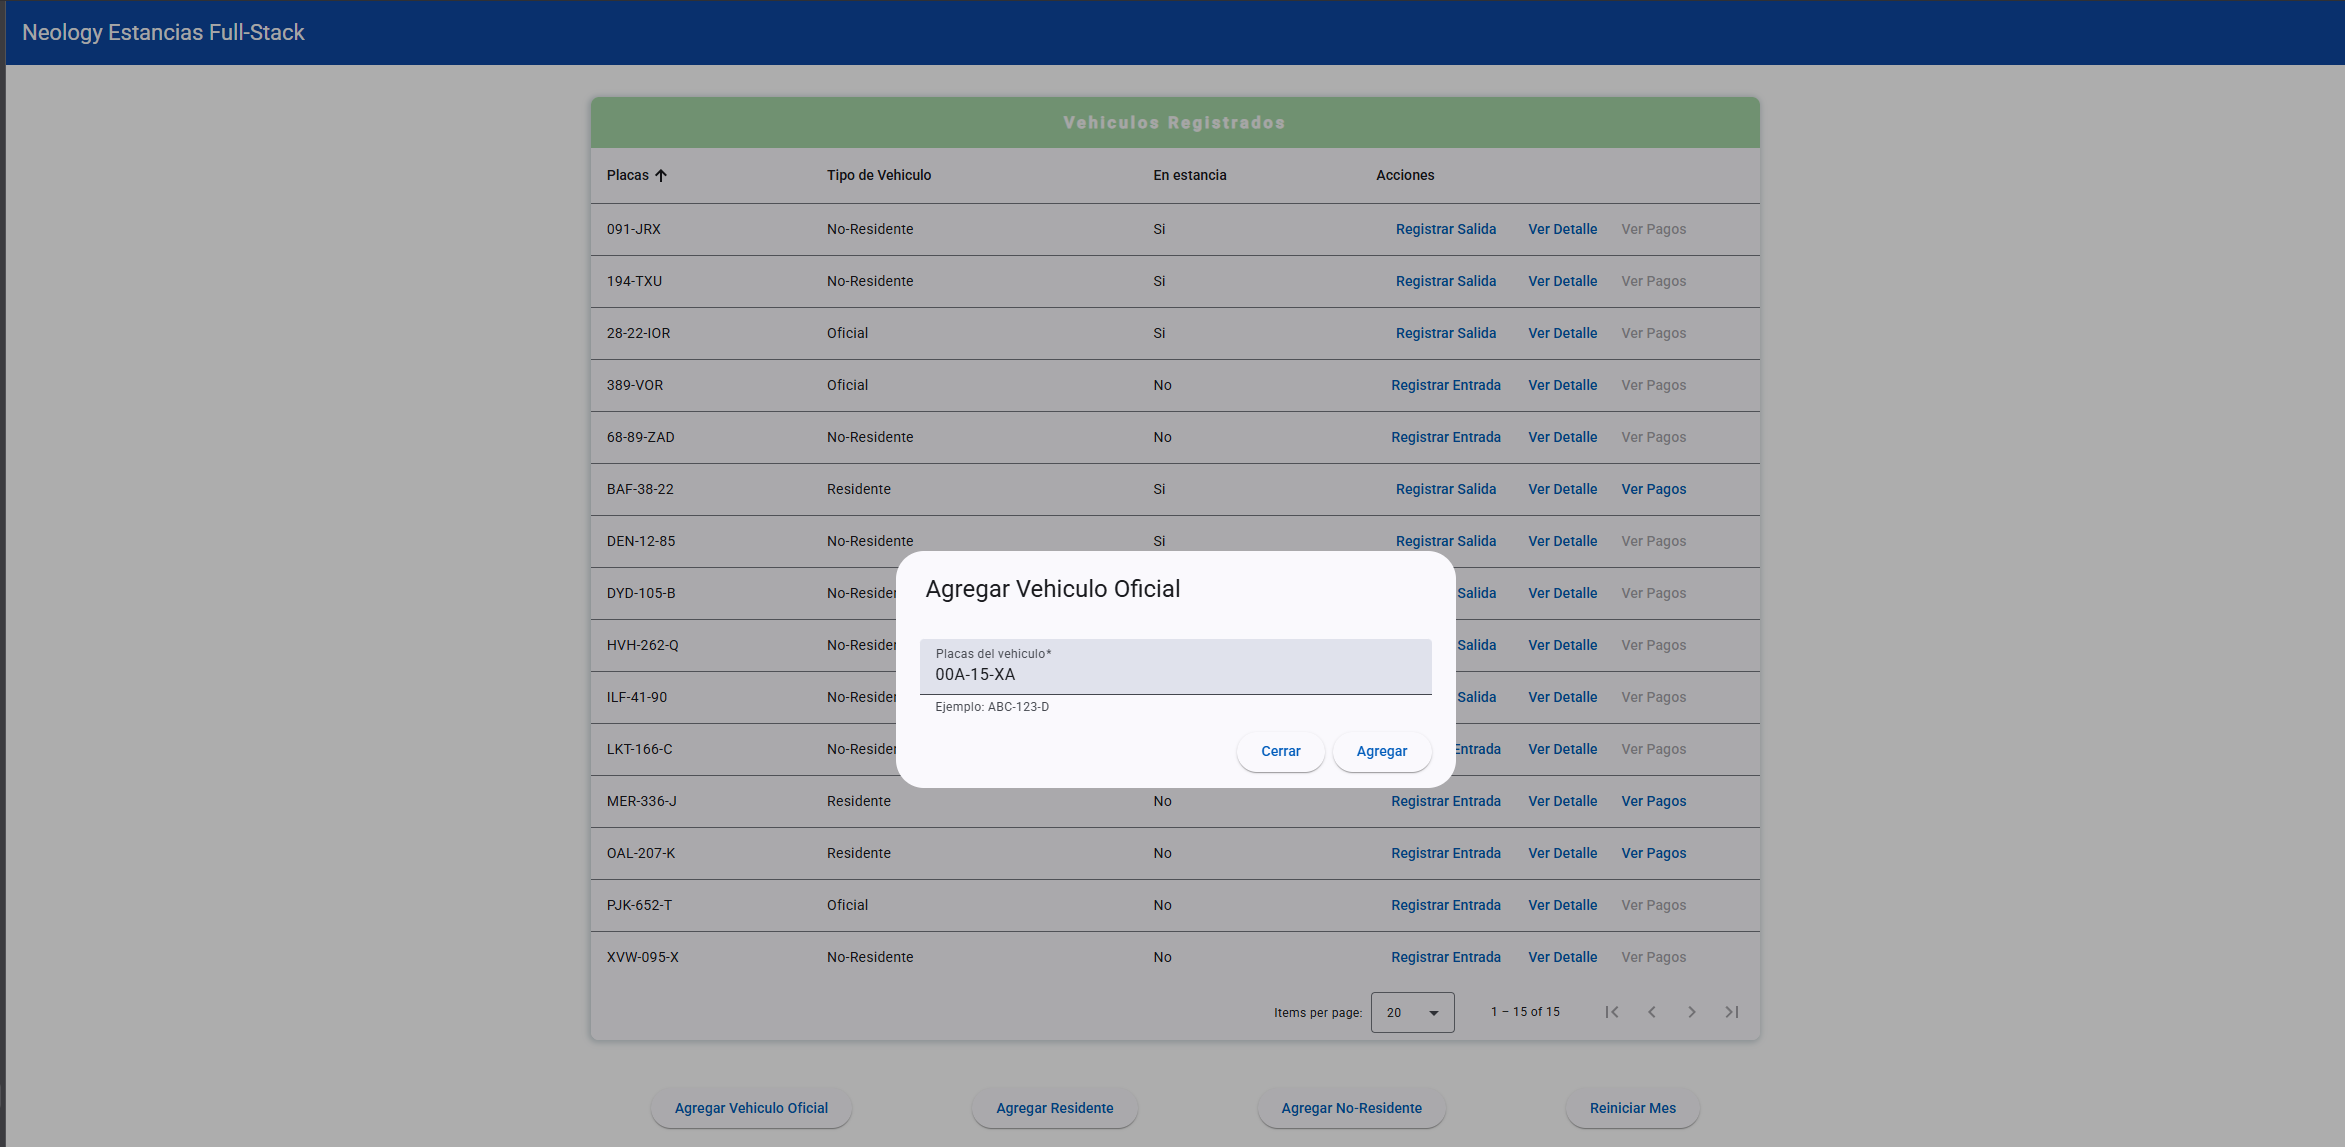 Neology Estancias Full-Stack
Vehiculos Registrados
Placas Tipo de Vehiculo En estancia Acciones
091-JRX No-Residente Si Registrar Salida Ver Detalle Ver Pagos
194-TXU No-Residente Si Registrar Salida Ver Detalle Ver Pagos
28-22-IOR Oficial Si Registrar Salida Ver Detalle Ver Pagos
389-VOR Oficial No Registrar Entrada Ver Detalle Ver Pagos
68-89-ZAD No-Residente No Registrar Entrada Ver Detalle Ver Pagos
BAF-38-22 Residente Si Registrar Salida Ver Detalle Ver Pagos
DEN-12-85 No-Residente Si Registrar Salida Ver Detalle Ver Pagos
DYD-105-B No-Residen Salida Ver Detalle Ver Pagos
HVH-262-Q No-Residen Salida Ver Detalle Ver Pagos
ILF-41-90 No-Residen Salida Ver Detalle Ver Pagos
LKT-166-C No-Residen Entrada Ver Detalle Ver Pagos
MER-336-J Residente No Registrar Entrada Ver Detalle Ver Pagos
OAL-207-K Residente No Registrar Entrada Ver Detalle Ver Pagos
PJK-652-T Oficial No Registrar Entrada Ver Detalle Ver Pagos
XVW-095-X No-Residente No Registrar Entrada Ver Detalle Ver Pagos
Items per page: 20 1 – 15 of 15
Agregar Vehiculo Oficial
Placas del vehiculo*
00A-15-XA
Ejemplo: ABC-123-D
Cerrar Agregar
Agregar Vehiculo Oficial Agregar Residente Agregar No-Residente Reiniciar Mes